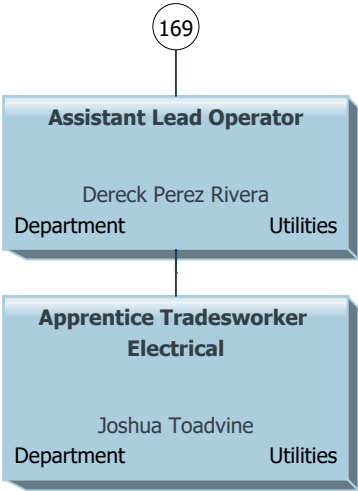 169
Assistant Lead Operator
Dereck Perez Rivera
Department Utilities
Apprentice Tradesworker
Electrical
Joshua Toadvine
Department Utilities